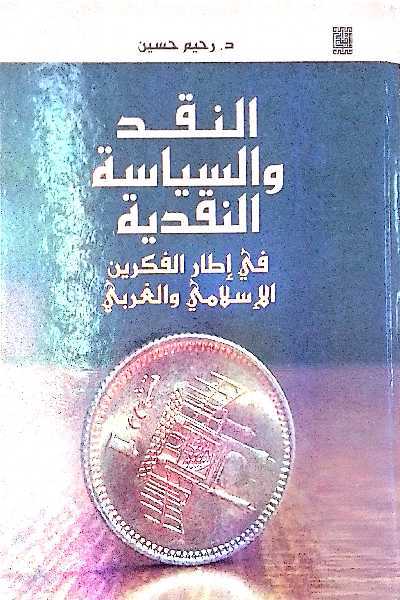 د. رحيم حسين
النقد
والسياسة
النقدية
في إطار الفكرين
الإسلامي والغربي